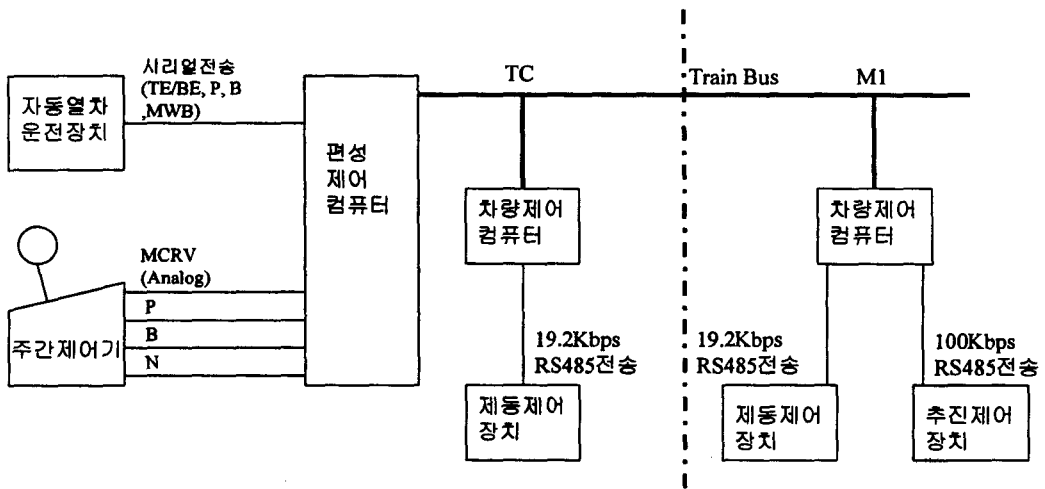 자동열차
운전장치
시리얼전송
(TE/BE, P, B
,MWB)
MCRV
(Analog)
P
B
N
주간제어기
편성
제어
컴퓨터
TC
차량제어
컴퓨터
19.2Kbps
RS485전송
제동제어
장치
Train Bus
M1
차량제어
컴퓨터
19.2Kbps
RS485전송
100Kbps
RS485전송
제동제어
장치
추진제어
장치